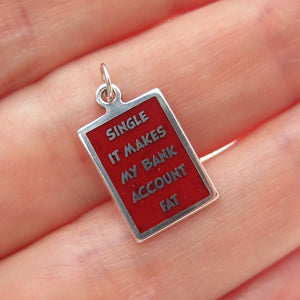 SINGLE
IT MAKES
MY BANK
ACCOUNT
FAT